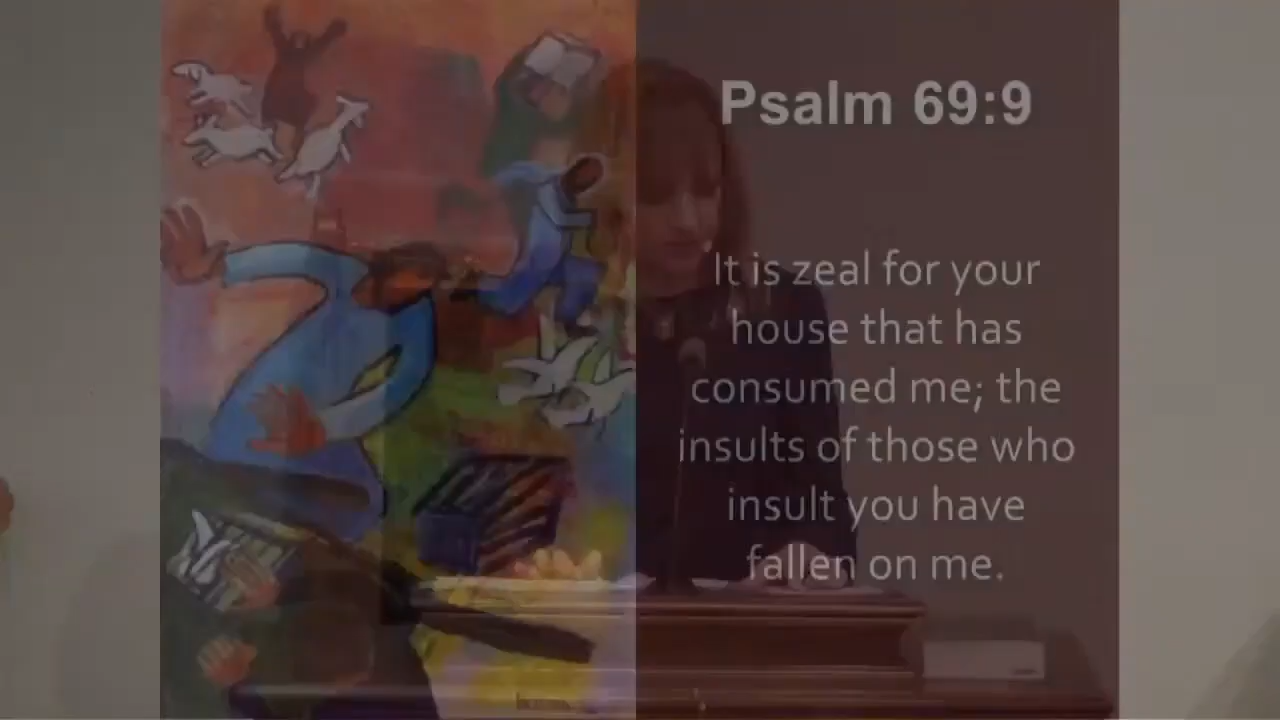 Psalm 69:9
It is zeal for your
house that has
consumed me; the
insults of those who
insult you have
fallen on me.